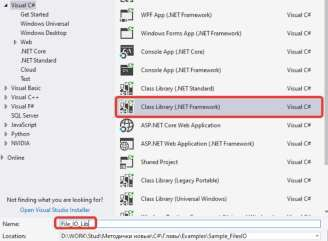 Visual C#
Get Started
Windows Universal
Windows Desktop
Web
.NET Core
.NET Standard
Cloud
Test
Visual Basic
Visual C++
Visual F#
SQL Server
JavaScript
Python
NVIDIA
Online
Not finding what you are looking for?
Open Visual Studio Installer
WPF App (.NET Framework) Visual C#
Windows Forms App (.NET Framework) Visual C#
Console App (.NET Core) Visual C#
Console App (.NET Framework) Visual C#
Class Library (.NET Standard) Visual C#
Class Library (.NET Framework) Visual C#
ASP.NET Core Web Application Visual C#
ASP.NET Web Application (.NET Framework) Visual C#
Shared Project Visual C#
Class Library (Legacy Portable) Visual C#
Class Library (Universal Windows) Visual C#
Name: File_IO_Lib
Location: D:\WORK\Study\Методички новые\C#\Главы\Examples\Sample_FilesIO